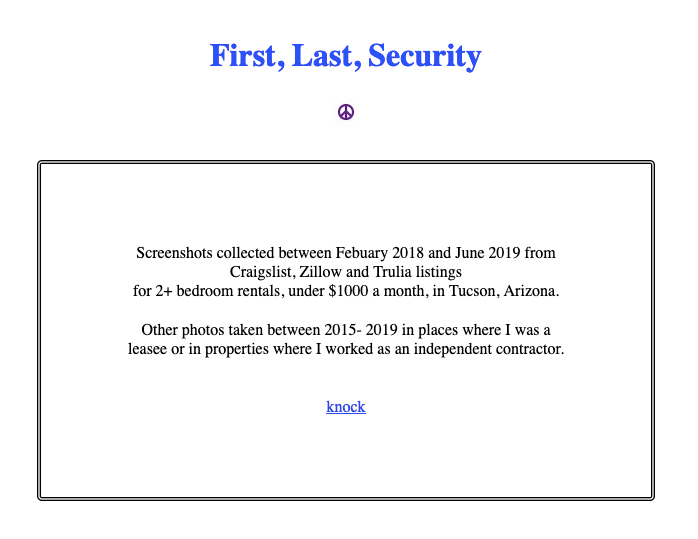 First, Last, Security
☮
Screenshots collected between Febuary 2018 and June 2019 from
Craigslist, Zillow and Trulia listings
for 2+ bedroom rentals, under $1000 a month, in Tucson, Arizona.
Other photos taken between 2015- 2019 in places where I was a
leasee or in properties where I worked as an independent contractor.
knock